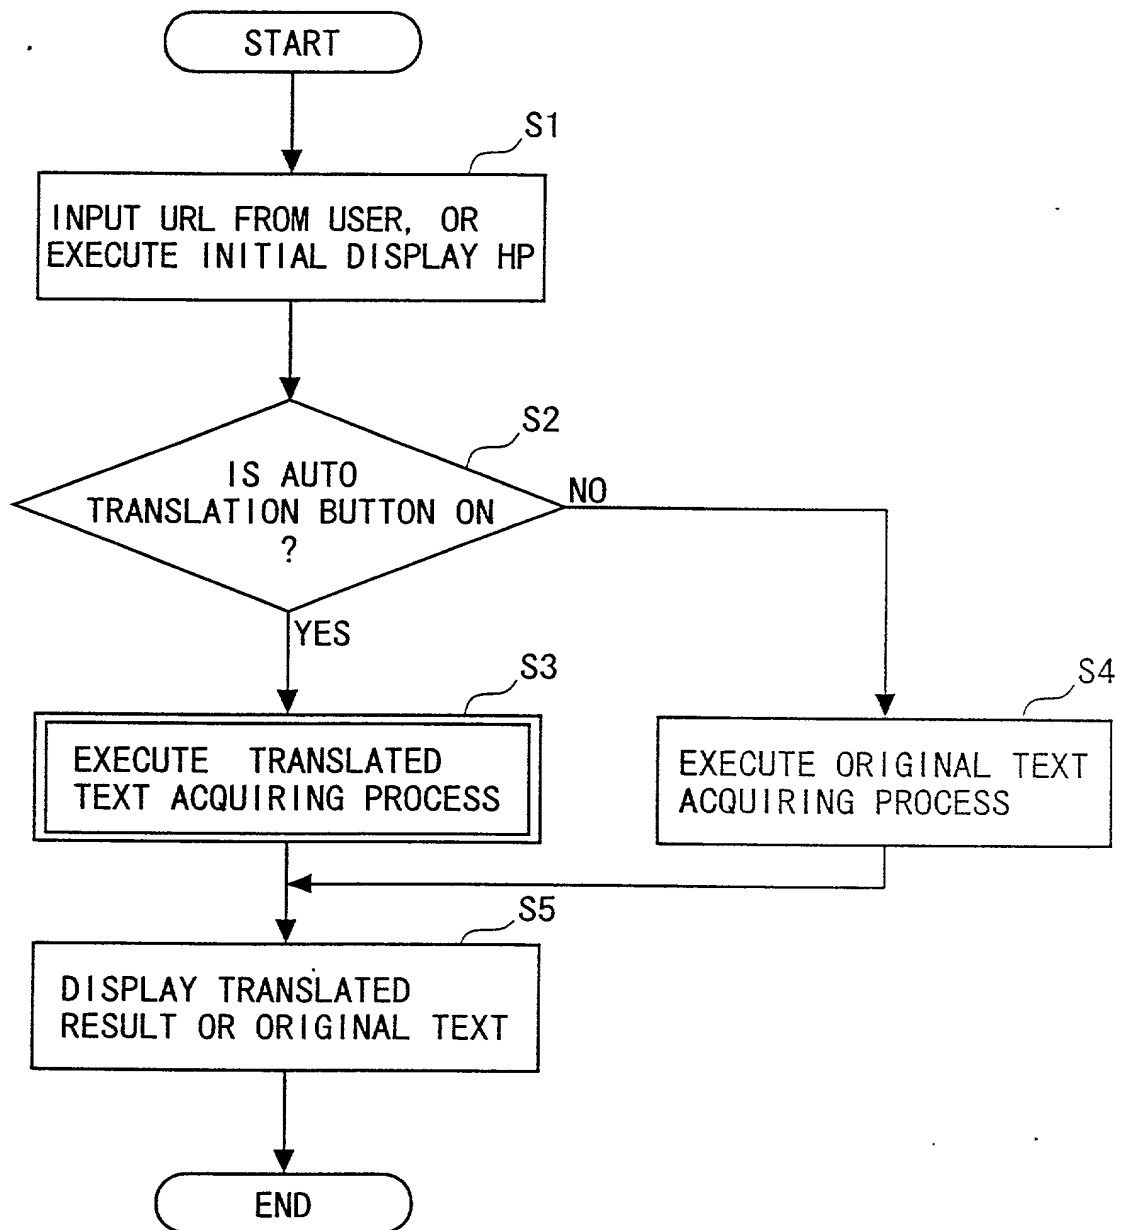 START
S1
INPUT URL FROM USER, OR
EXECUTE INITIAL DISPLAY HP
S2
IS AUTO
TRANSLATION BUTTON ON
?
NO
YES
S3
EXECUTE TRANSLATED
TEXT ACQUIRING PROCESS
S4
EXECUTE ORIGINAL TEXT
ACQUIRING PROCESS
S5
DISPLAY TRANSLATED
RESULT OR ORIGINAL TEXT
END